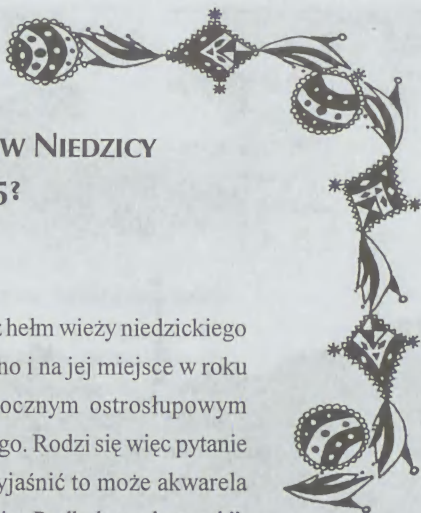 W NIEDZICY
5?
hełm wieży niedzickiego
no i na jej miejsce w roku
ocznym ostrosłupowym
go. Rodzi się więc pytanie
yjaśnić to może akwarela